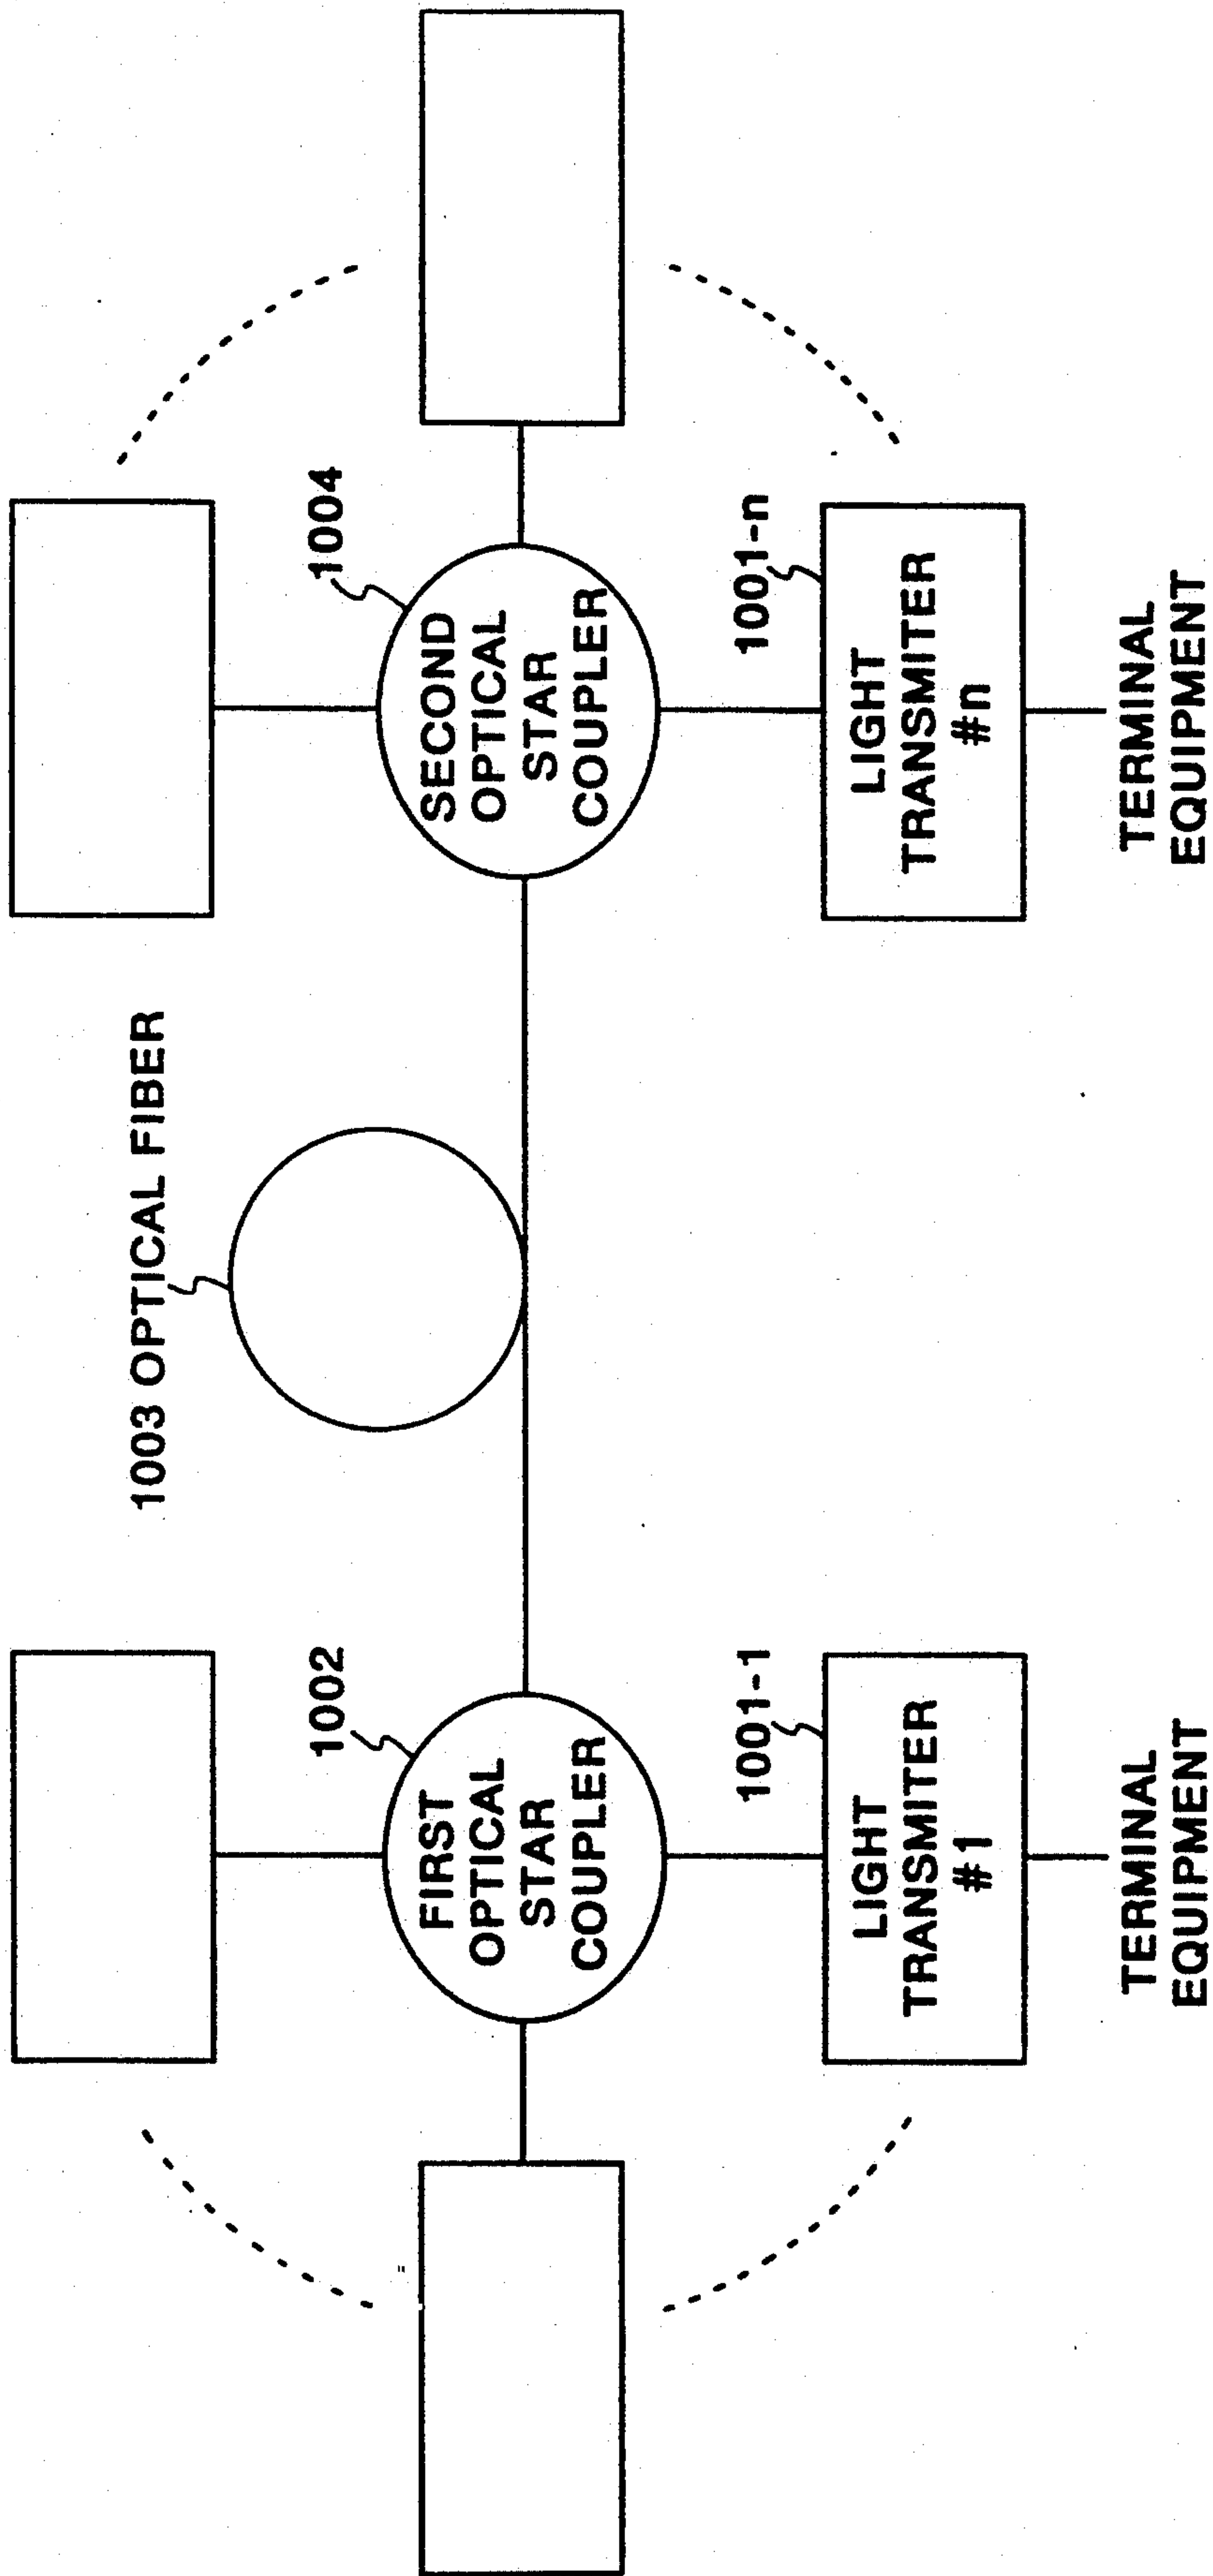 1003 OPTICAL FIBER
1002
1004
FIRST
OPTICAL
STAR
COUPLER
SECOND
OPTICAL
STAR
COUPLER
1001-1
1001-n
LIGHT
TRANSMITER
#1
LIGHT
TRANSMITER
#n
TERMINAL
EQUIPMENT
TERMINAL
EQUIPMENT